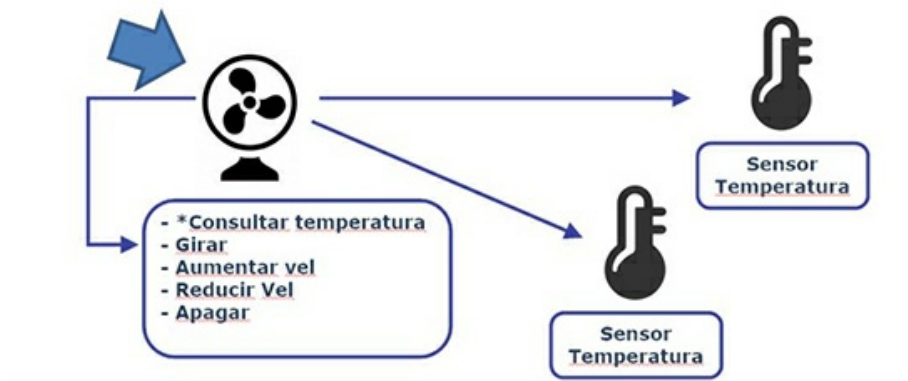 Sensor
Temperatura
- *Consultar temperatura
- Girar
- Aumentar vel
- Reducir Vel
- Apagar
Sensor
Temperatura